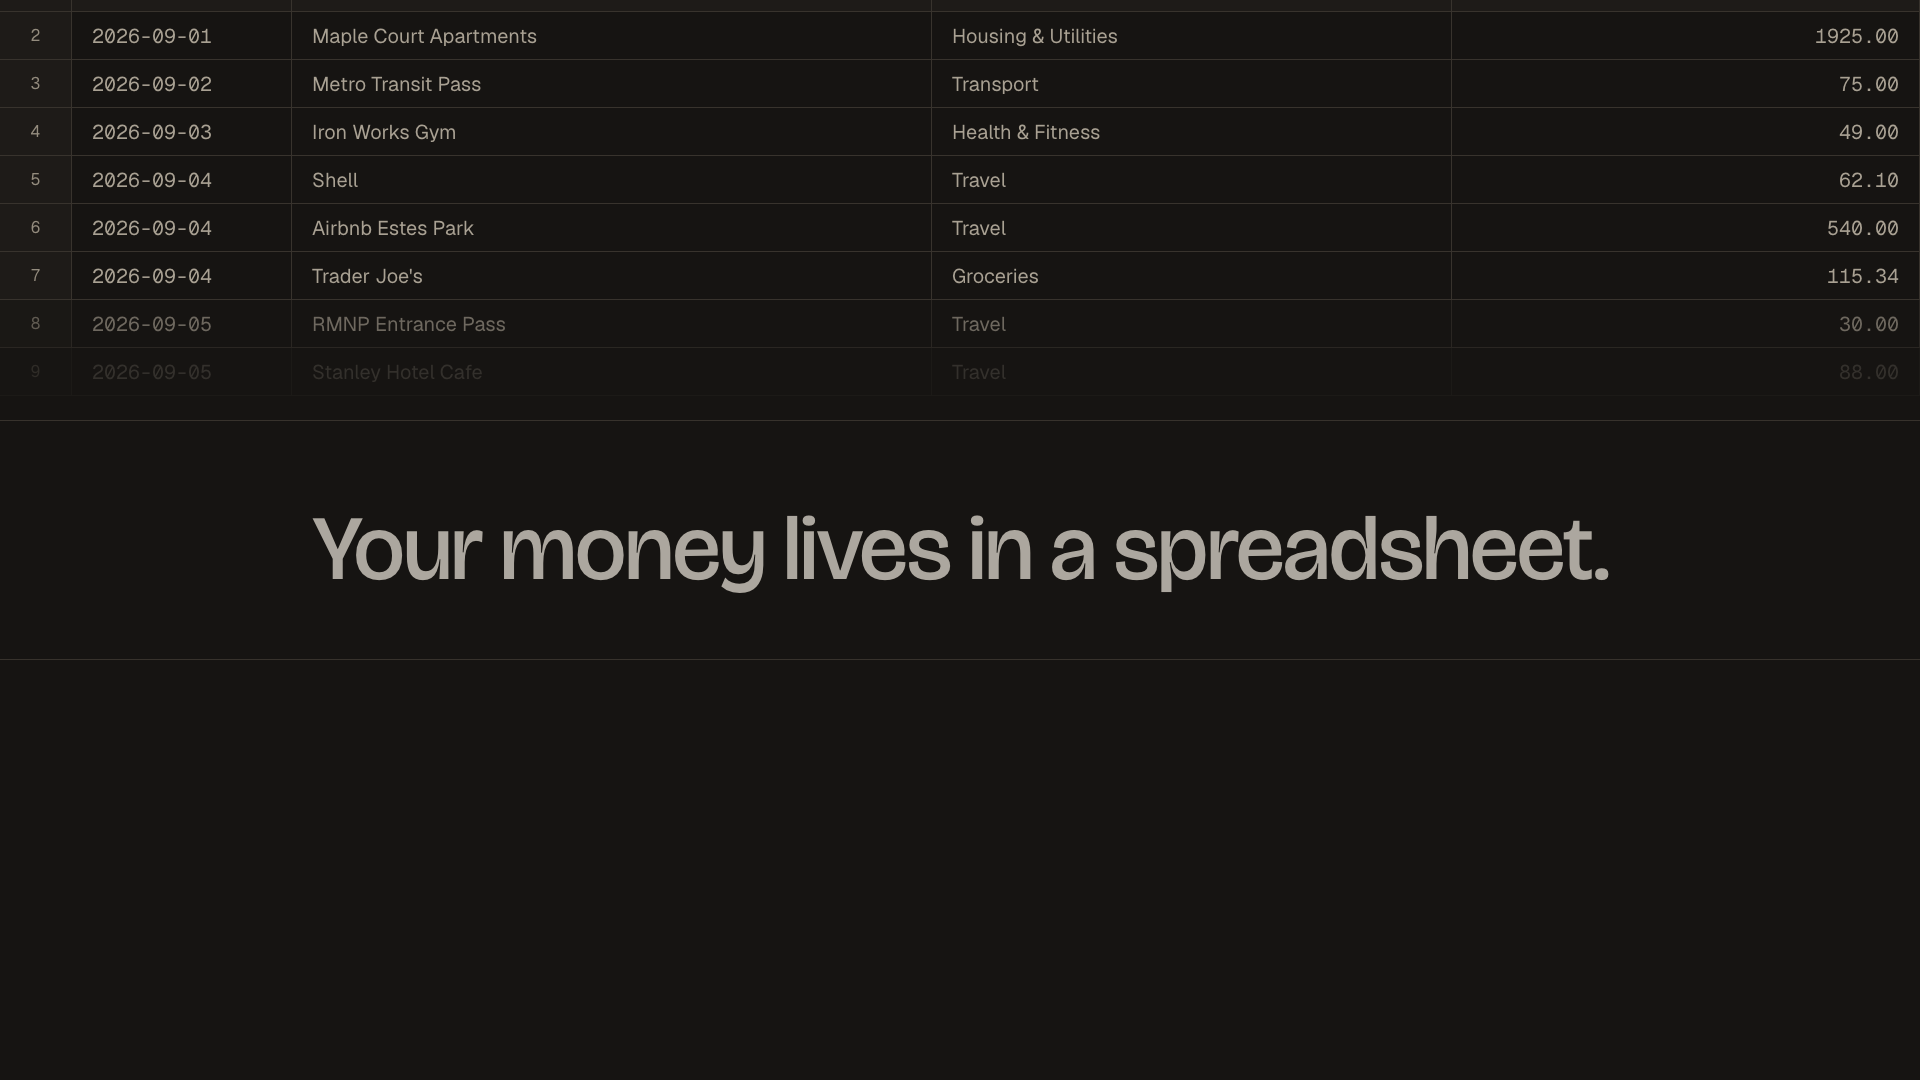 2 2026-09-01 Maple Court Apartments Housing & Utilities 1925.00
3 2026-09-02 Metro Transit Pass Transport 75.00
4 2026-09-03 Iron Works Gym Health & Fitness 49.00
5 2026-09-04 Shell Travel 62.10
6 2026-09-04 Airbnb Estes Park Travel 540.00
7 2026-09-04 Trader Joe's Groceries 115.34
8 2026-09-05 RMNP Entrance Pass Travel 30.00
9 2026-09-05 Stanley Hotel Cafe Travel 88.00
Your money lives in a spreadsheet.